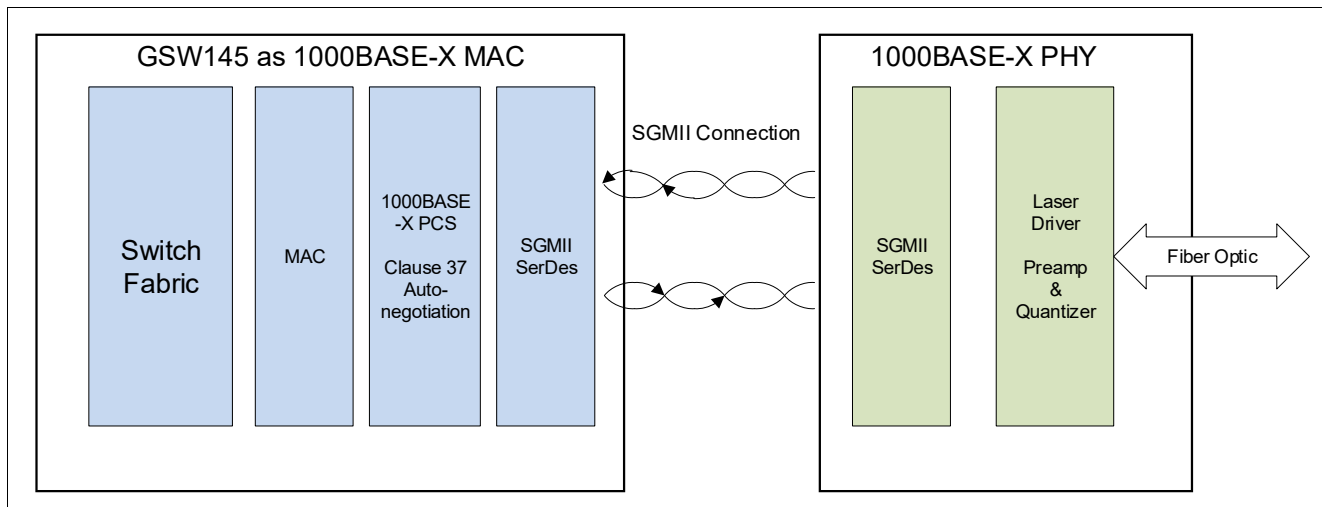 GSW145 as 1000BASE-X MAC
Switch
Fabric
MAC
1000BASE
-X PCS
Clause 37
Auto-
negotiation
SGMII
SerDes
SGMII Connection
1000BASE-X PHY
SGMII
SerDes
Laser
Driver
Preamp
&
Quantizer
Fiber Optic